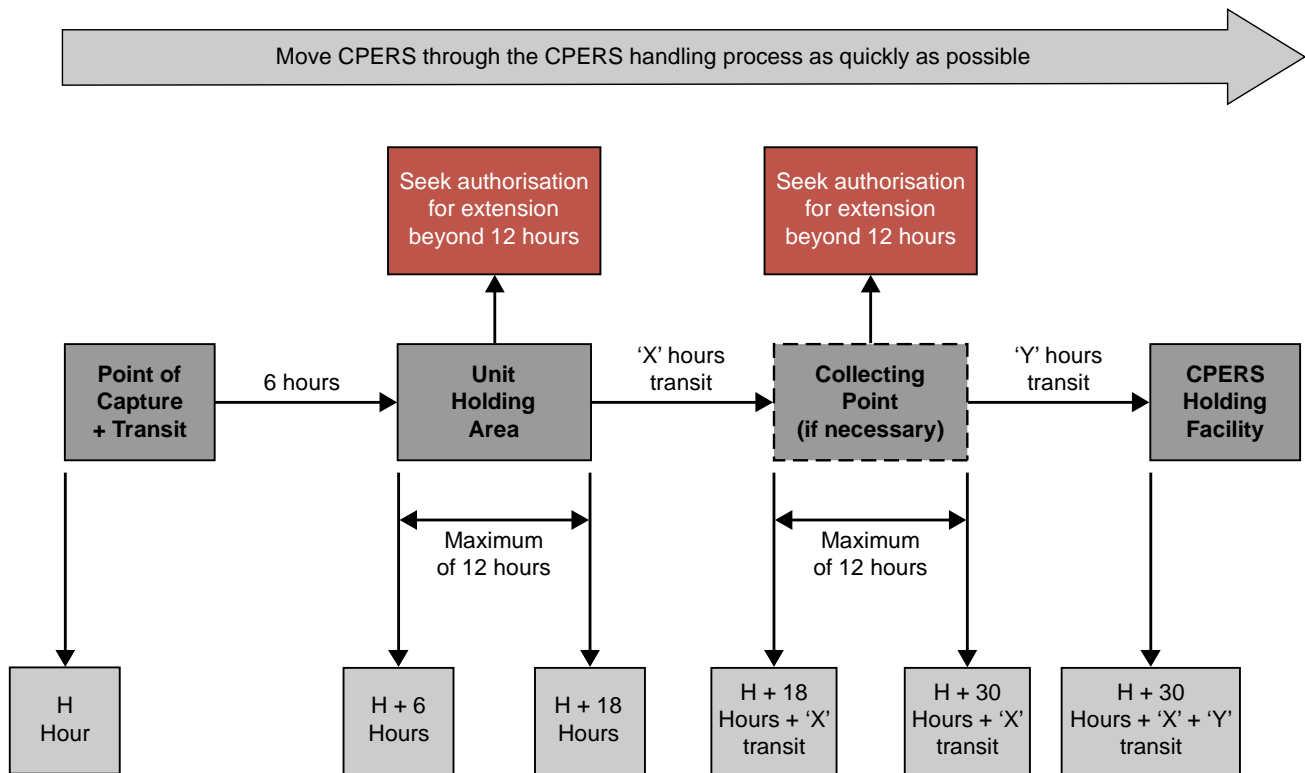 Move CPERS through the CPERS handling process as quickly as possible
Seek authorisation
for extension
beyond 12 hours
Seek authorisation
for extension
beyond 12 hours
Point of
Capture
+ Transit
6 hours
Unit
Holding
Area
‘X’ hours
transit
Collecting
Point
(if necessary)
‘Y’ hours
transit
CPERS
Holding
Facility
Maximum
of 12 hours
Maximum
of 12 hours
H
Hour
H + 6
Hours
H + 18
Hours
H + 18
Hours + ‘X’
transit
H + 30
Hours + ‘X’
transit
H + 30
Hours + ‘X’ + ‘Y’
transit